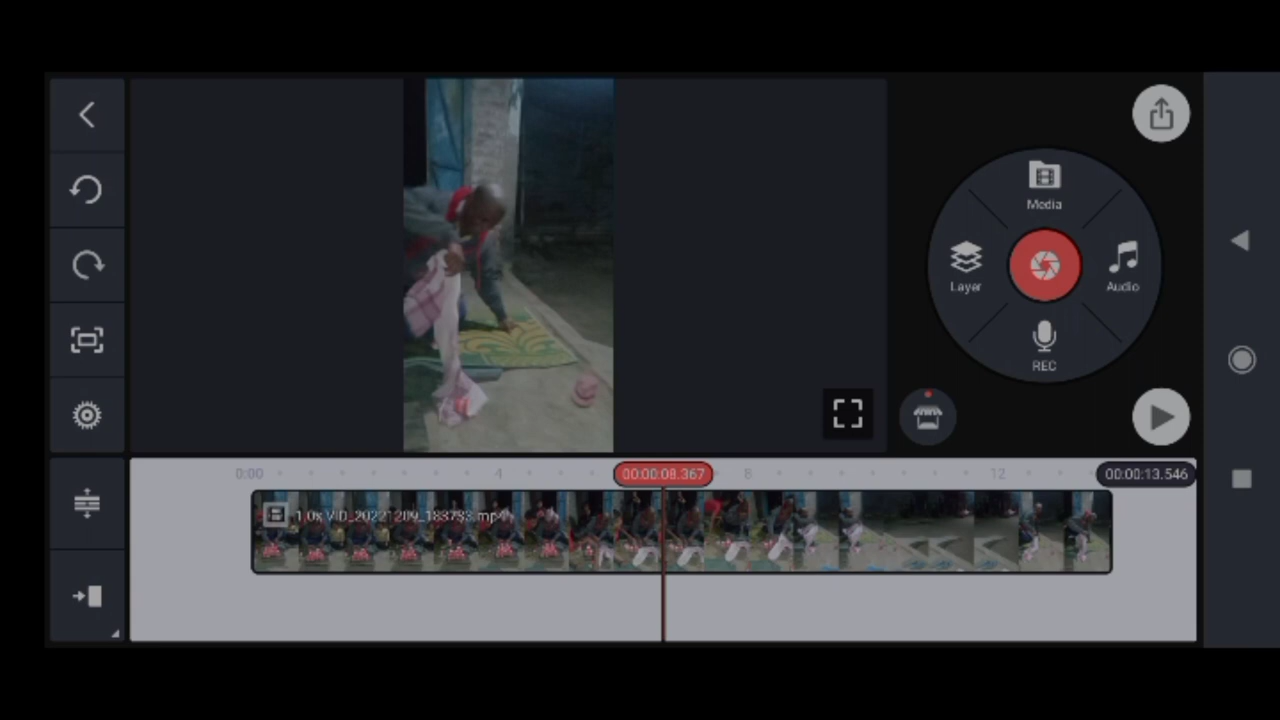 Media
Layer
Audio
REC
0:00
4
00:00:08.367
8
12
00:00:13.546
1.0x VID_20221209_183753.mp4